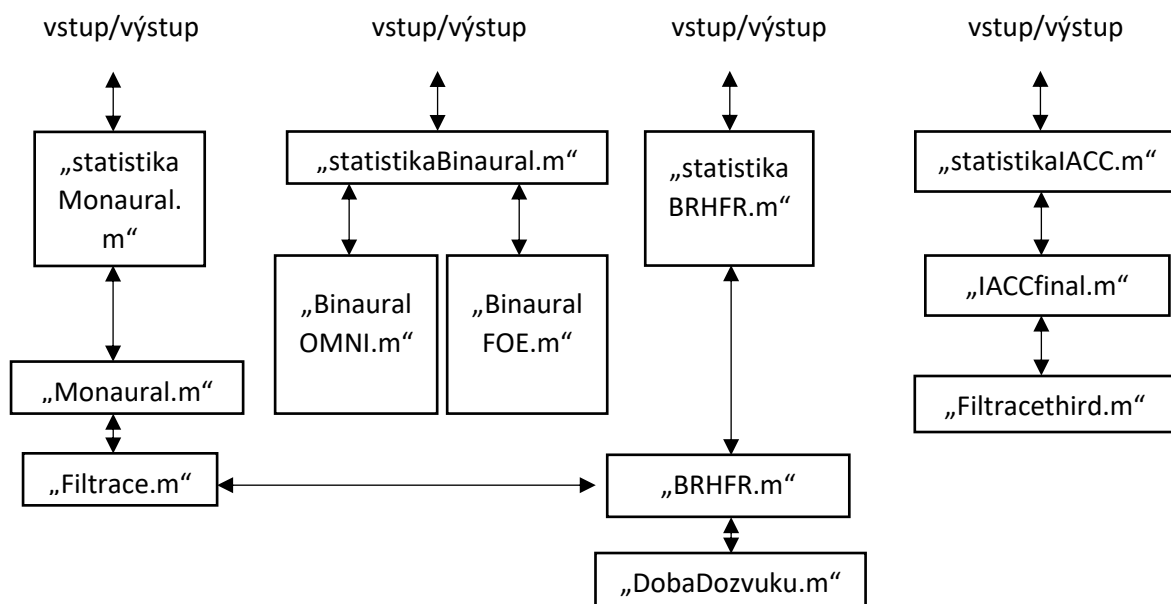 vstup/výstup
vstup/výstup
vstup/výstup
vstup/výstup
„statistika
Monaural.
m“
„statistikaBinaural.m“
„statistika
BRHFR.m“
„statistikaIACC.m“
„Binaural
OMNI.m“
„Binaural
FOE.m“
„IACCfinal.m“
„Monaural.m“
„Filtracethird.m“
„Filtrace.m“
„BRHFR.m“
„DobaDozvuku.m“